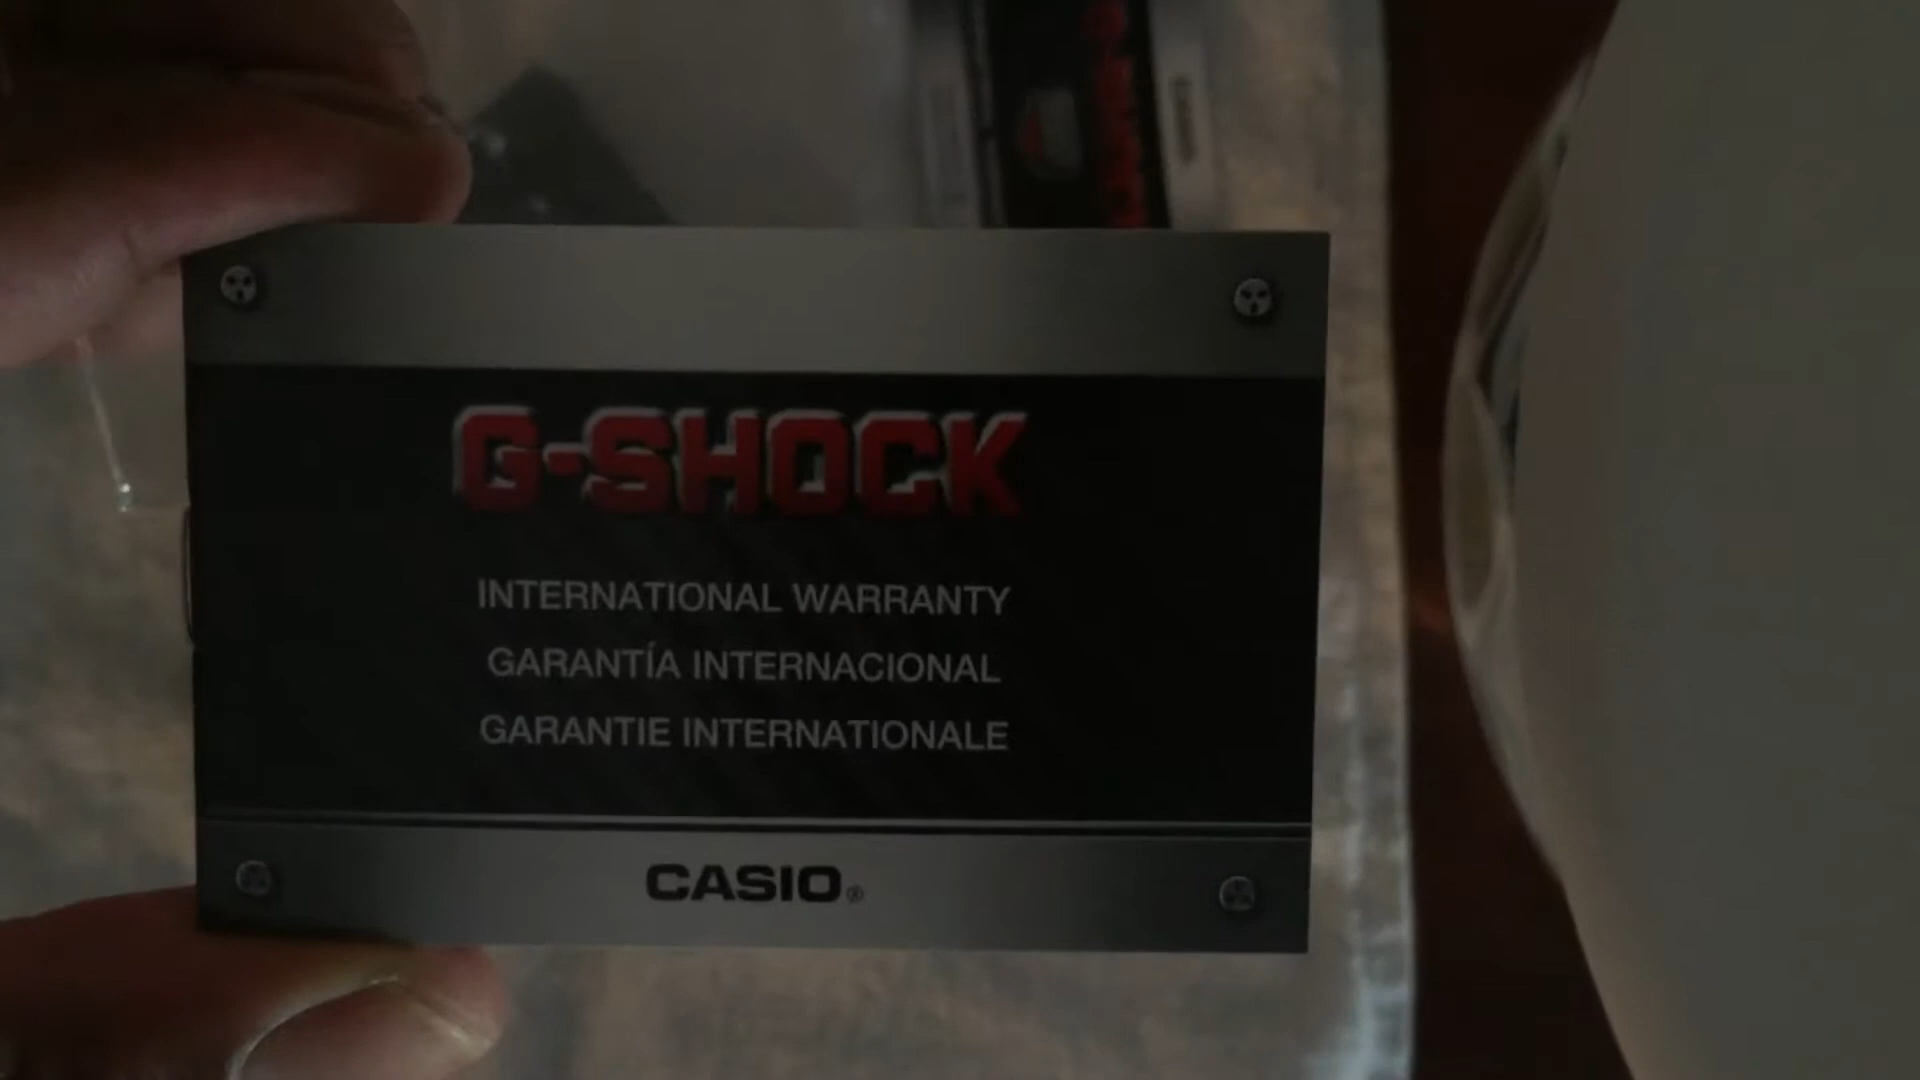 G-SHOCK
INTERNATIONAL WARRANTY
GARANTÍA INTERNACIONAL
GARANTIE INTERNATIONALE
CASIO®